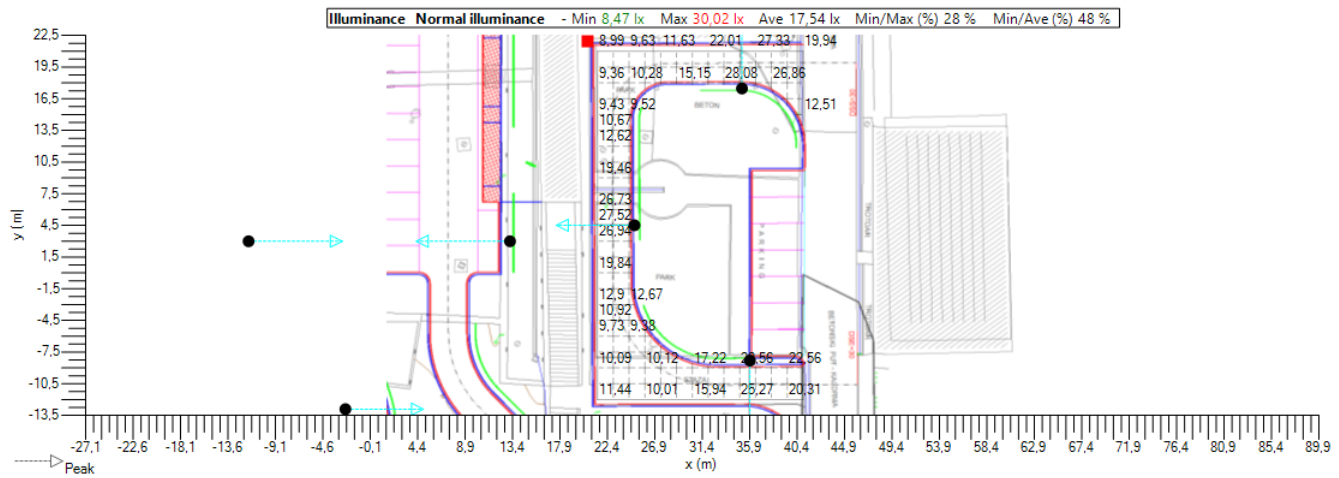 Illuminance Normal illuminance - Min 8,47 lx Max 30,02 lx Ave 17,54 lx Min/Max (%) 28 % Min/Ave (%) 48 %
22,5
8,99 9,63 11,63 22,01 27,33 19,94
19,5
9,36 10,28 15,15 28,08 26,86
PARK
16,5
9,43 9,52 12,51
BETON
10,67
13,5
12,62
10,5
19,46
7,5
26,73
27,52
4,5
26,94
y (m)
PARKING
1,5
19,84
PARK
-1,5
12,9 12,67
10,92
-4,5
9,73 9,38
TROTOAR
TROTOAR
-7,5
10,09 10,12 17,22 22,56
-10,5
11,44 10,01 15,94 25,27 20,31
-13,5
-27,1 -22,6 -18,1 -13,6 -9,1 -4,6 -0,1 4,4 8,9 13,4 17,9 22,4 26,9 31,4 35,9 40,4 44,9 49,4 53,9 58,4 62,9 67,4 71,9 76,4 80,9 85,4 89,9
x (m)
Peak